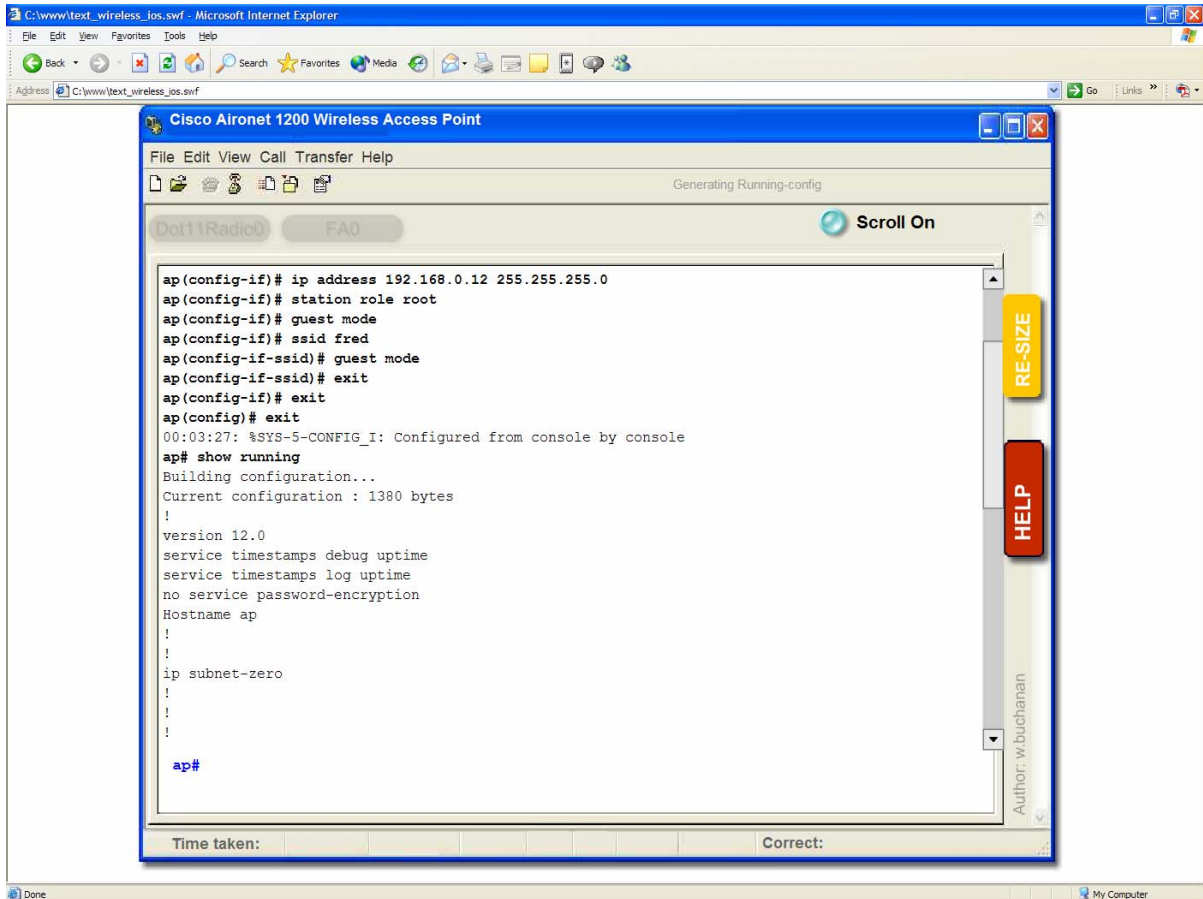 C:\www\text_wireless_ios.swf - Microsoft Internet Explorer
File Edit View Favorites Tools Help
Back Search Favorites Media
Address C:\www\text_wireless_ios.swf Go Links »
Cisco Aironet 1200 Wireless Access Point
File Edit View Call Transfer Help
Generating Running-config
Dot11Radio0 FA0 Scroll On
ap(config-if)# ip address 192.168.0.12 255.255.255.0
ap(config-if)# station role root
ap(config-if)# guest mode
ap(config-if)# ssid fred
ap(config-if-ssid)# guest mode
ap(config-if-ssid)# exit
ap(config-if)# exit
ap(config)# exit
00:03:27: %SYS-5-CONFIG_I: Configured from console by console
ap# show running
Building configuration...
Current configuration : 1380 bytes
!
version 12.0
service timestamps debug uptime
service timestamps log uptime
no service password-encryption
Hostname ap
!
!
ip subnet-zero
!
!
!
ap#
RE-SIZE
HELP
Author: w.buchanan
Time taken: Correct:
Done My Computer